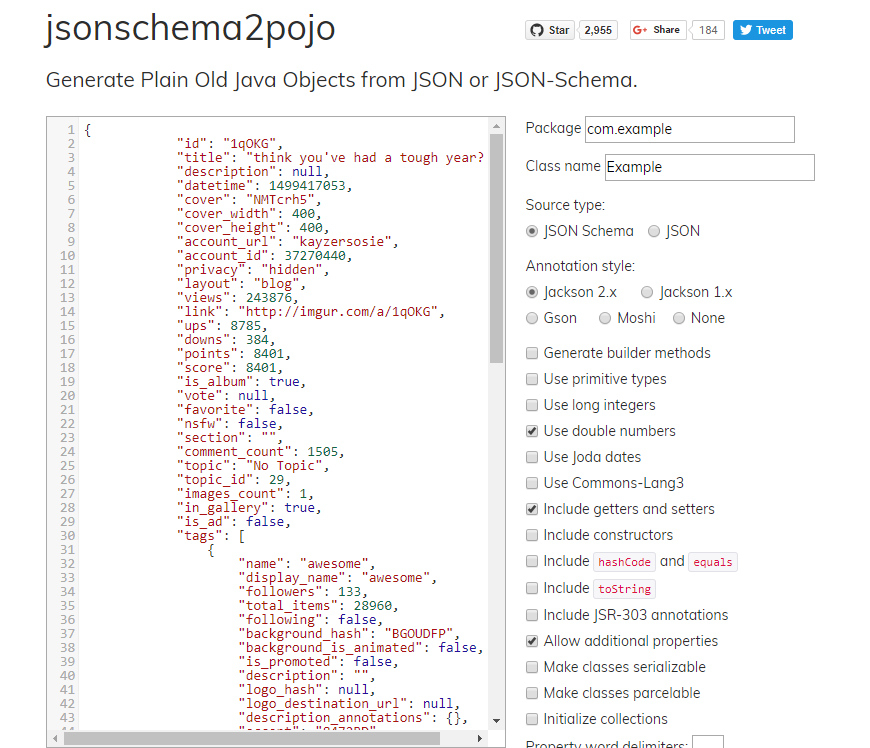 jsonschema2pojo
Star 2,955 G+ Share 184 Tweet
Generate Plain Old Java Objects from JSON or JSON-Schema.
1 {
2 "id": "1qOKG",
3 "title": "think you've had a tough year?
4 "description": null,
5 "datetime": 1499417053,
6 "cover": "NMTcrh5",
7 "cover_width": 400,
8 "cover_height": 400,
9 "account_url": "kayzersosie",
10 "account_id": 37270440,
11 "privacy": "hidden",
12 "layout": "blog",
13 "views": 243876,
14 "link": "http://imgur.com/a/1qOKG",
15 "ups": 8785,
16 "downs": 384,
17 "points": 8401,
18 "score": 8401,
19 "is_album": true,
20 "vote": null,
21 "favorite": false,
22 "nsfw": false,
23 "section": "",
24 "comment_count": 1505,
25 "topic": "No Topic",
26 "topic_id": 29,
27 "images_count": 1,
28 "in_gallery": true,
29 "is_ad": false,
30 "tags": [
31 {
32 "name": "awesome",
33 "display_name": "awesome",
34 "followers": 133,
35 "total_items": 28960,
36 "following": false,
37 "background_hash": "BGOUDFP",
38 "background_is_animated": false,
39 "is_promoted": false,
40 "description": "",
41 "logo_hash": null,
42 "logo_destination_url": null,
43 "description_annotations": {},
Package com.example
Class name Example
Source type:
JSON Schema JSON
Annotation style:
Jackson 2.x Jackson 1.x
Gson Moshi None
Generate builder methods
Use primitive types
Use long integers
Use double numbers
Use Joda dates
Use Commons-Lang3
Include getters and setters
Include constructors
Include hashCode and equals
Include toString
Include JSR-303 annotations
Allow additional properties
Make classes serializable
Make classes parcelable
Initialize collections
Property word delimiters: